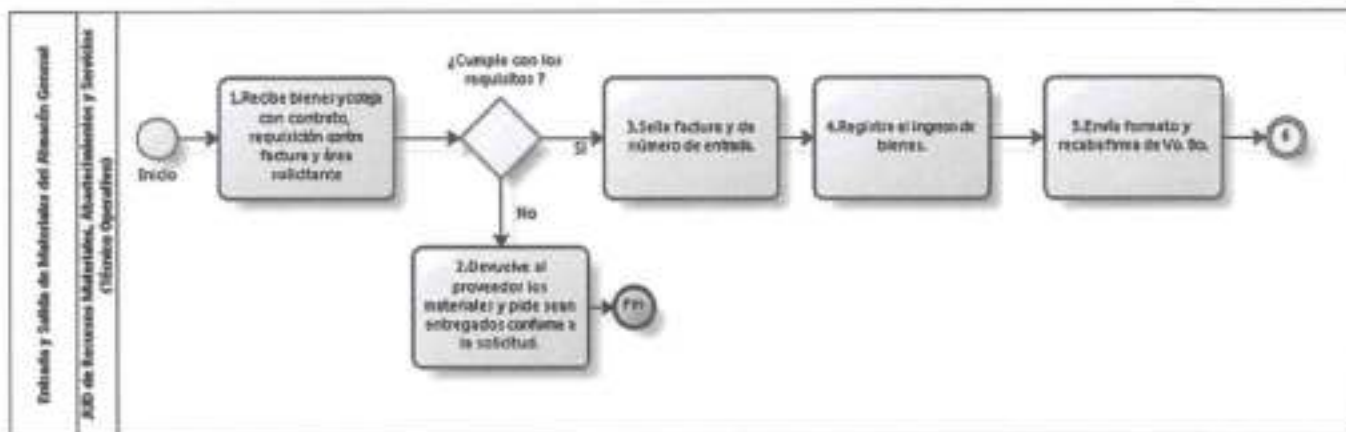 Entrada y Salida de Materiales del Almacén General
JUD de Recursos Materiales, Abastecimientos y Servicios
(Técnico Operativo)
Inicio
1.Recibe bienes y coteja
con contrato,
requisición contra
factura y área
solicitante
¿Cumple con los
requisitos ?
Si
No
2.Devuelve al
proveedor los
materiales y pide sean
entregados conforme a
la solicitud.
Fin
3.Sella factura y da
número de entrada.
4.Registra el ingreso de
bienes.
5.Envía formato y
recaba firma de Vo. Bo.
6